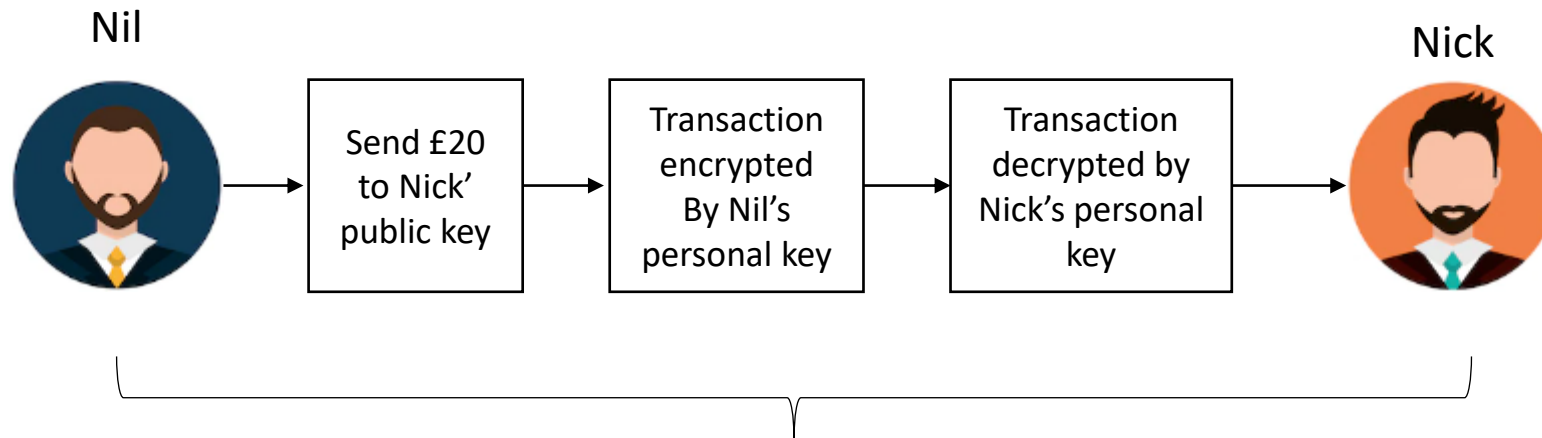 Nil
Nick
Send £20
to Nick’
public key
Transaction
encrypted
By Nil’s
personal key
Transaction
decrypted by
Nick’s personal
key